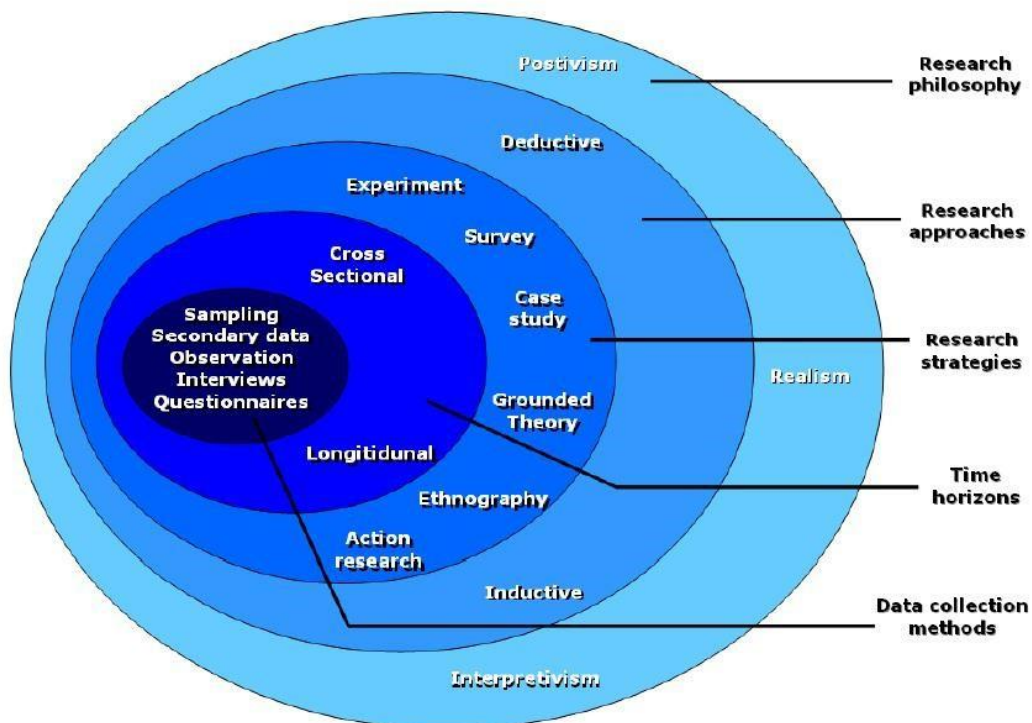 Postivism
Research
philosophy
Deductive
Experiment
Research
approaches
Survey
Cross
Sectional
Case
study
Sampling
Secondary data
Observation
Interviews
Questionnaires
Research
strategies
Realism
Grounded
Theory
Longitidunal
Time
horizons
Ethnography
Action
research
Inductive
Data collection
methods
Interpretivism